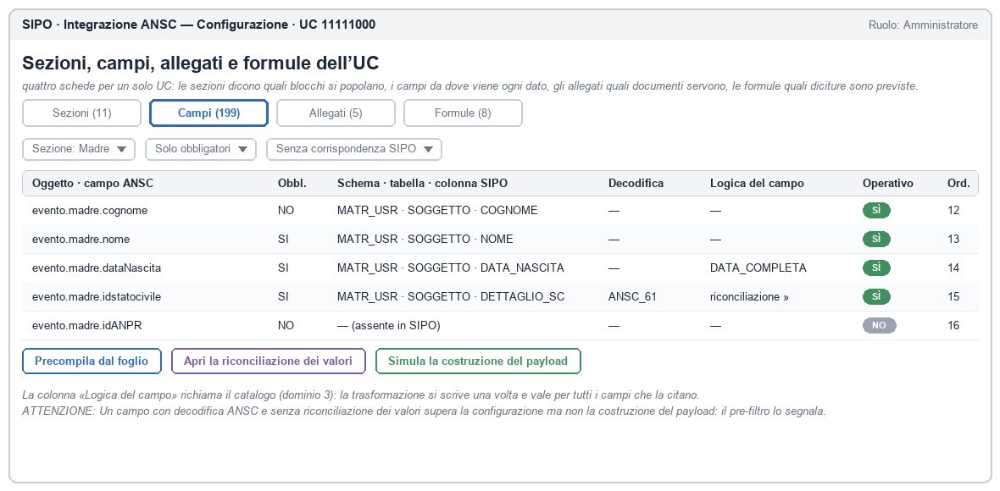 SIPO · Integrazione ANSC — Configurazione · UC 11111000 Ruolo: Amministratore
Sezioni, campi, allegati e formule dell’UC
quattro schede per un solo UC: le sezioni dicono quali blocchi si popolano, i campi da dove viene ogni dato, gli allegati quali documenti servono, le formule quali diciture sono previste.
Sezioni (11) Campi (199) Allegati (5) Formule (8)
Sezione: Madre Solo obbligatori Senza corrispondenza SIPO
Oggetto · campo ANSC Obbl. Schema · tabella · colonna SIPO Decodifica Logica del campo Operativo Ord.
evento.madre.cognome NO MATR_USR · SOGGETTO · COGNOME — — SÌ 12
evento.madre.nome SI MATR_USR · SOGGETTO · NOME — — SÌ 13
evento.madre.dataNascita SI MATR_USR · SOGGETTO · DATA_NASCITA — DATA_COMPLETA SÌ 14
evento.madre.idstatocivile SI MATR_USR · SOGGETTO · DETTAGLIO_SC ANSC_61 riconciliazione » SÌ 15
evento.madre.idANPR NO — (assente in SIPO) — — NO 16
Precompila dal foglio Apri la riconciliazione dei valori Simula la costruzione del payload
La colonna «Logica del campo» richiama il catalogo (dominio 3): la trasformazione si scrive una volta e vale per tutti i campi che la citano.
ATTENZIONE: Un campo con decodifica ANSC e senza riconciliazione dei valori supera la configurazione ma non la costruzione del payload: il pre-filtro lo segnala.